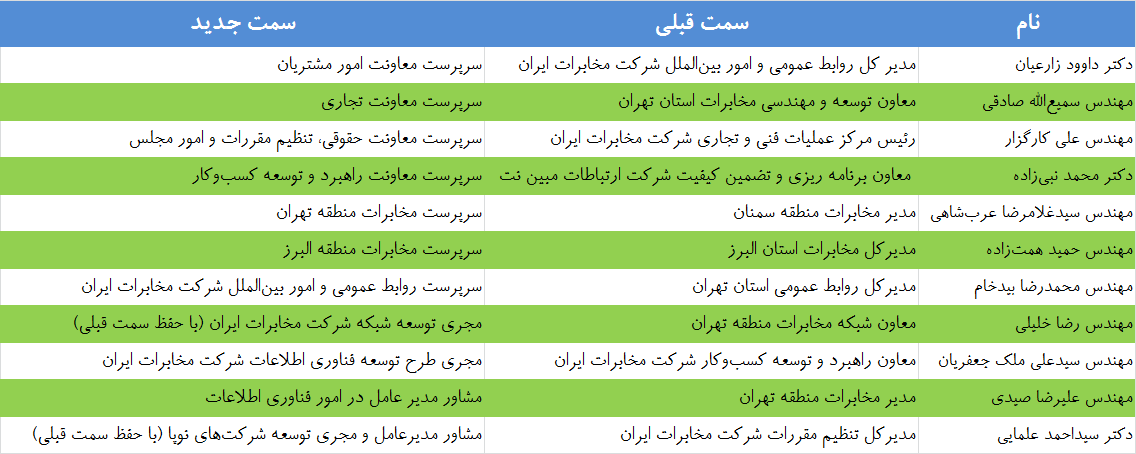 نام سمت قبلی سمت جدید
دکتر داوود زارعیان مدیر کل روابط عمومی و امور بین‌الملل شرکت مخابرات ایران سرپرست معاونت امور مشتریان
مهندس سمیع‌الله صادقی معاون توسعه و مهندسی مخابرات استان تهران سرپرست معاونت تجاری
مهندس علی کارگزار رئیس مرکز عملیات فنی و تجاری شرکت مخابرات ایران سرپرست معاونت حقوقی، تنظیم مقررات و امور مجلس
دکتر محمد نبی‌زاده معاون برنامه ریزی و تضمین کیفیت شرکت ارتباطات مبین نت سرپرست معاونت راهبرد و توسعه کسب‌وکار
مهندس سیدغلامرضا عرب‌شاهی مدیر مخابرات منطقه سمنان سرپرست مخابرات منطقه تهران
مهندس حمید همت‌زاده مدیرکل مخابرات استان البرز سرپرست مخابرات منطقه البرز
مهندس محمدرضا بیدخام مدیرکل روابط عمومی استان تهران سرپرست روابط عمومی و امور بین‌الملل شرکت مخابرات ایران
مهندس رضا خلیلی معاون شبکه مخابرات منطقه تهران مجری توسعه شبکه شرکت مخابرات ایران (با حفظ سمت قبلی)
مهندس سیدعلی ملک جعفریان معاون راهبرد و توسعه کسب‌وکار شرکت مخابرات ایران مجری طرح توسعه فناوری اطلاعات شرکت مخابرات ایران
مهندس علیرضا صیدی مدیر مخابرات منطقه تهران مشاور مدیر عامل در امور فناوری اطلاعات
دکتر سیداحمد علمایی مدیرکل تنظیم مقررات شرکت مخابرات ایران مشاور مدیرعامل و مجری توسعه شرکت‌های نوپا (با حفظ سمت قبلی)